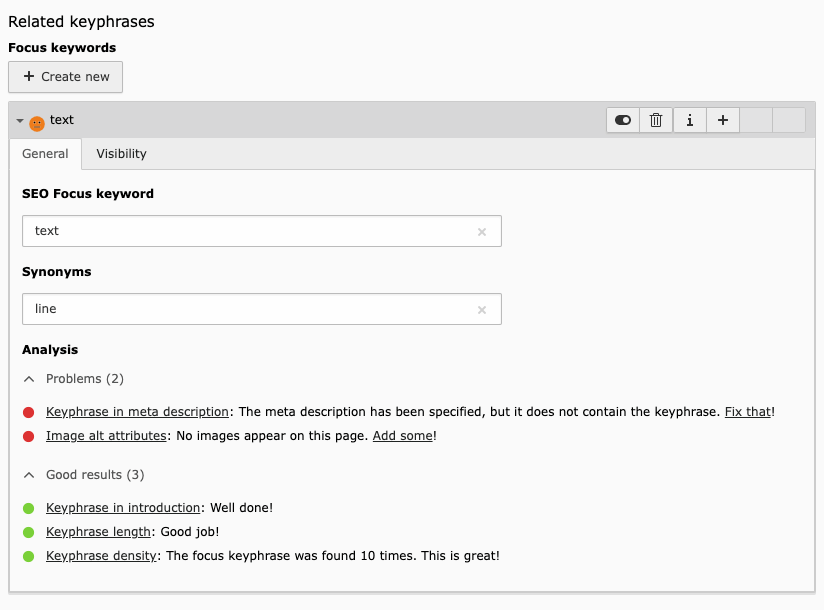 Related keyphrases
Focus keywords
+ Create new
text
General Visibility
SEO Focus keyword
text
Synonyms
line
Analysis
Problems (2)
Keyphrase in meta description: The meta description has been specified, but it does not contain the keyphrase. Fix that!
Image alt attributes: No images appear on this page. Add some!
Good results (3)
Keyphrase in introduction: Well done!
Keyphrase length: Good job!
Keyphrase density: The focus keyphrase was found 10 times. This is great!